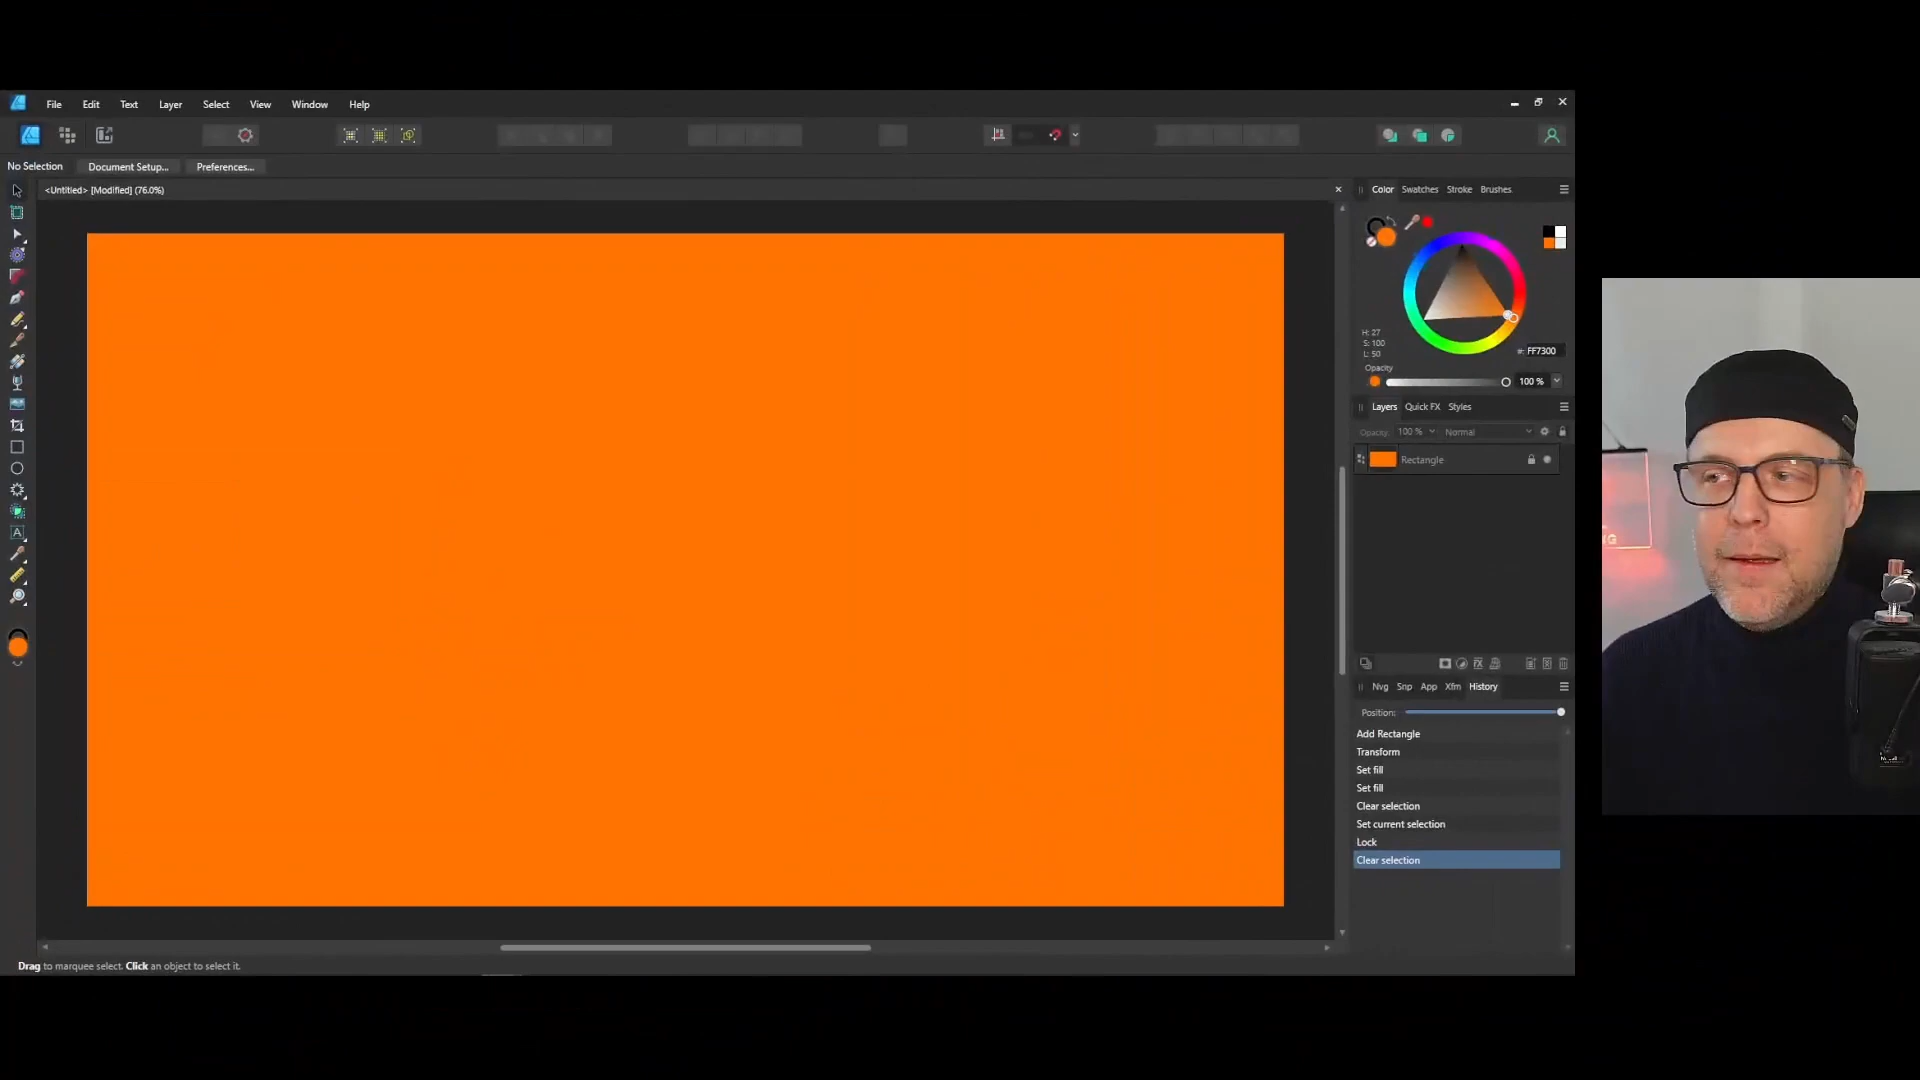 File Edit Text Layer Select View Window Help
No Selection Document Setup... Preferences...
<Untitled> [Modified] (76.0%)
Color Swatches Stroke Brushes
H: 27
S: 100
L: 50
#: FF7300
Opacity
100 %
Layers Quick FX Styles
Opacity: 100 % Normal
Rectangle
Nvg Snp App Xfm History
Position:
Add Rectangle
Transform
Set fill
Set fill
Clear selection
Set current selection
Lock
Clear selection
Drag to marquee select. Click an object to select it.